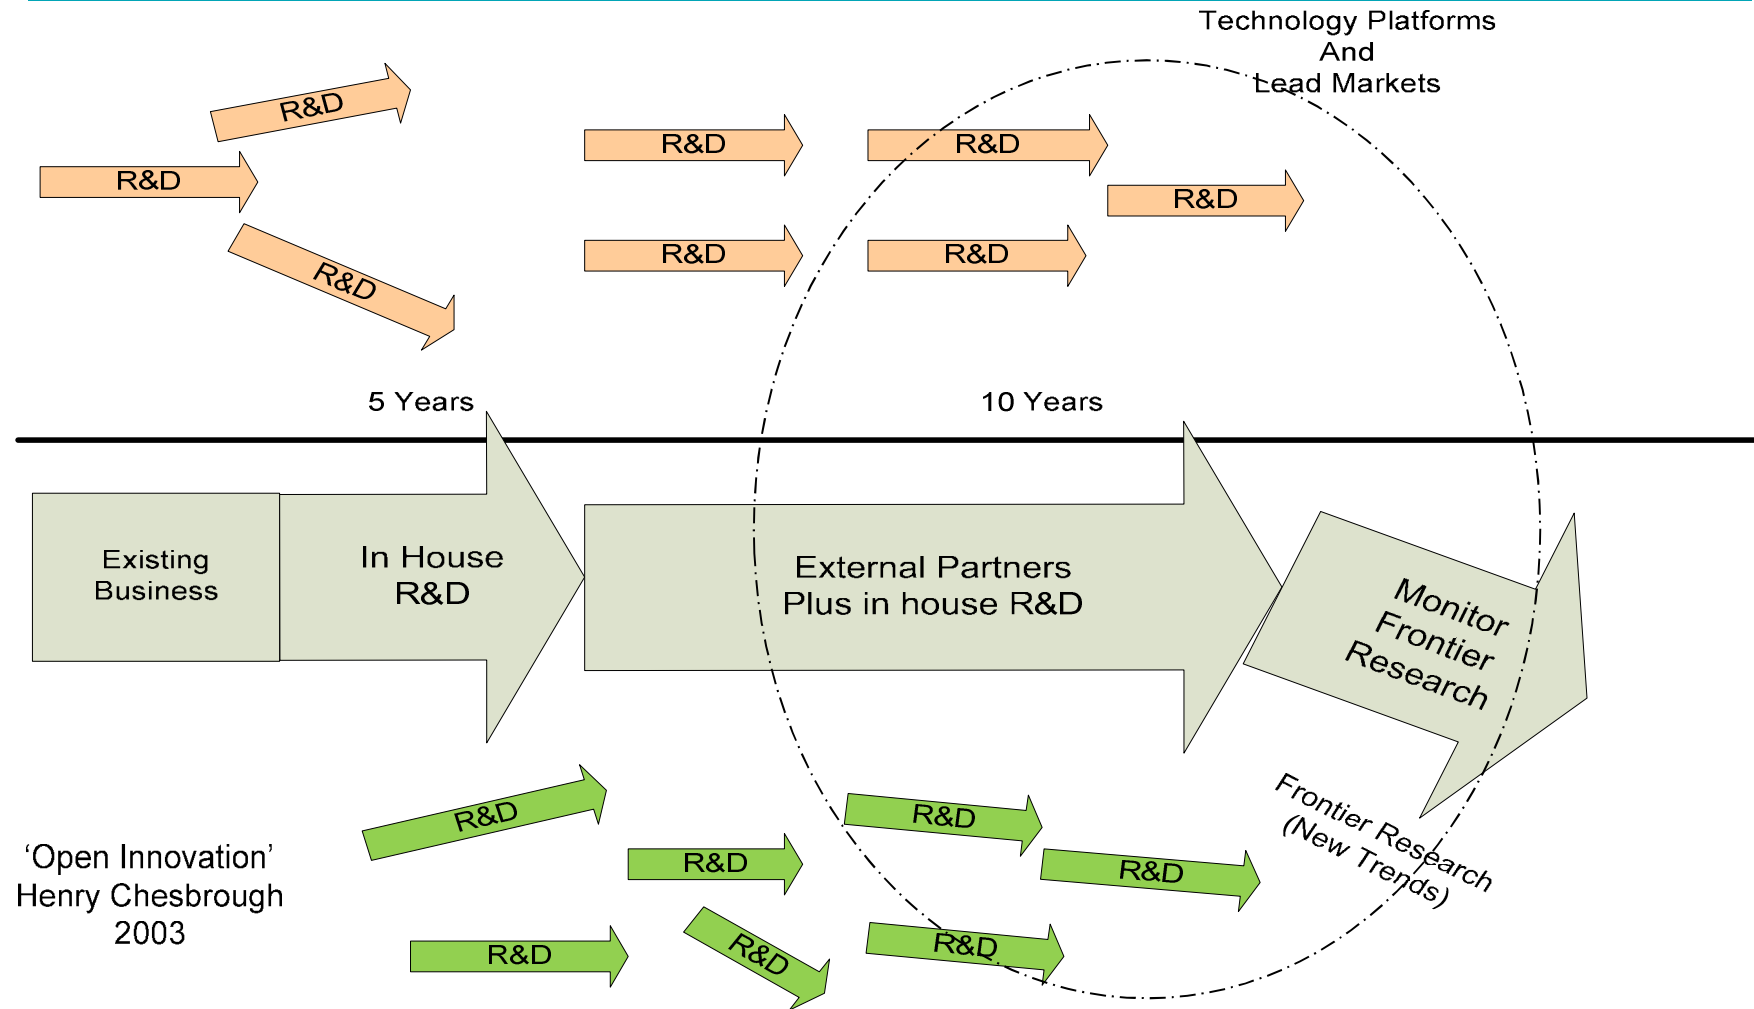 Technology Platforms
And
Lead Markets
R&D
R&D
R&D
R&D
R&D
R&D
R&D
R&D
R&D
5 Years
10 Years
Existing
Business
In House
R&D
External Partners
Plus in house R&D
Monitor
Frontier
Research
Frontier Research
(New Trends)
R&D
R&D
R&D
R&D
R&D
R&D
R&D
‘Open Innovation’
Henry Chesbrough
2003